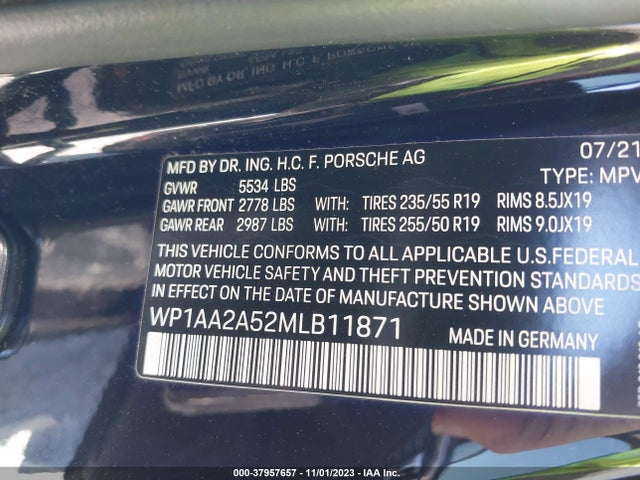 MFD BY DR. ING. H.C. F. PORSCHE AG 07/21
GVWR 5534 LBS TYPE: MPV
GAWR FRONT 2778 LBS WITH: TIRES 235/55 R19 RIMS 8.5JX19
GAWR REAR 2987 LBS WITH: TIRES 255/50 R19 RIMS 9.0JX19
THIS VEHICLE CONFORMS TO ALL APPLICABLE U.S.FEDERAL
MOTOR VEHICLE SAFETY AND THEFT PREVENTION STANDARDS
IN EFFECT ON THE DATE OF MANUFACTURE SHOWN ABOVE
WP1AA2A52MLB11871 MADE IN GERMANY
000-37957657 - 11/01/2023 - IAA Inc.